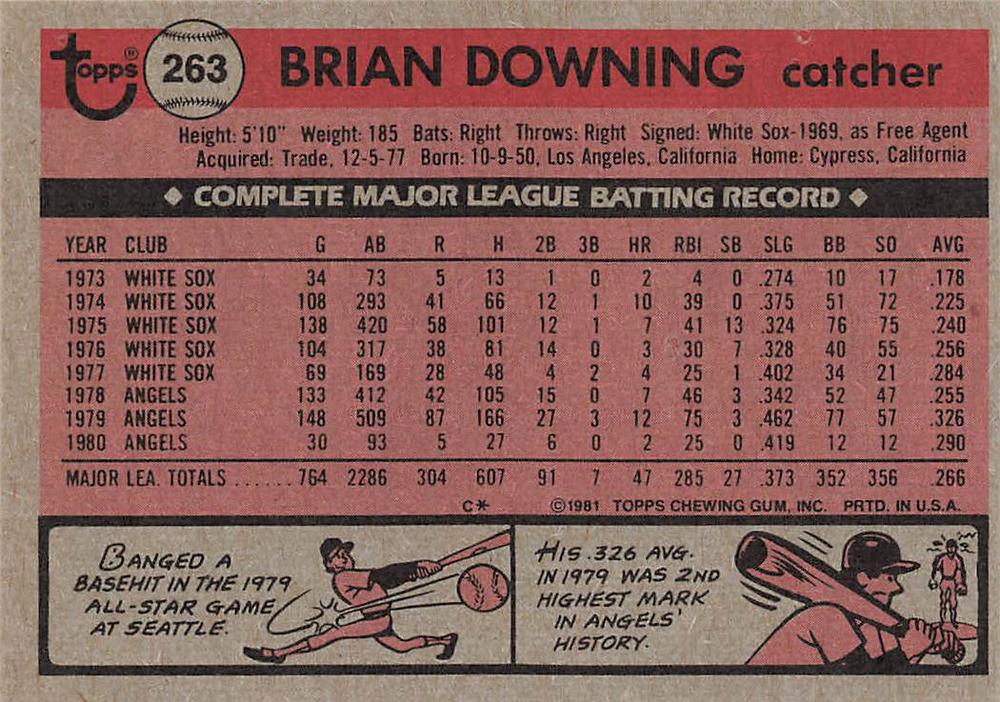 Topps® 263 BRIAN DOWNING catcher
Height: 5'10" Weight: 185 Bats: Right Throws: Right Signed: White Sox-1969, as Free Agent
Acquired: Trade, 12-5-77 Born: 10-9-50, Los Angeles, California Home: Cypress, California
◆ COMPLETE MAJOR LEAGUE BATTING RECORD ◆
YEAR CLUB G AB R H 2B 3B HR RBI SB SLG BB SO AVG
1973 WHITE SOX 34 73 5 13 1 0 2 4 0 .274 10 17 .178
1974 WHITE SOX 108 293 41 66 12 1 10 39 0 .375 51 72 .225
1975 WHITE SOX 138 420 58 101 12 1 7 41 13 .324 76 75 .240
1976 WHITE SOX 104 317 38 81 14 0 3 30 7 .328 40 55 .256
1977 WHITE SOX 69 169 28 48 4 2 4 25 1 .402 34 21 .284
1978 ANGELS 133 412 42 105 15 0 7 46 3 .342 52 47 .255
1979 ANGELS 148 509 87 166 27 3 12 75 3 .462 77 57 .326
1980 ANGELS 30 93 5 27 6 0 2 25 0 .419 12 12 .290
MAJOR LEA. TOTALS ...... 764 2286 304 607 91 7 47 285 27 .373 352 356 .266
C* ©1981 TOPPS CHEWING GUM, INC. PRTD. IN U.S.A.
BANGED A
BASEHIT IN THE 1979
ALL-STAR GAME
AT SEATTLE.
HIS .326 AVG.
IN 1979 WAS 2ND
HIGHEST MARK
IN ANGELS'
HISTORY.